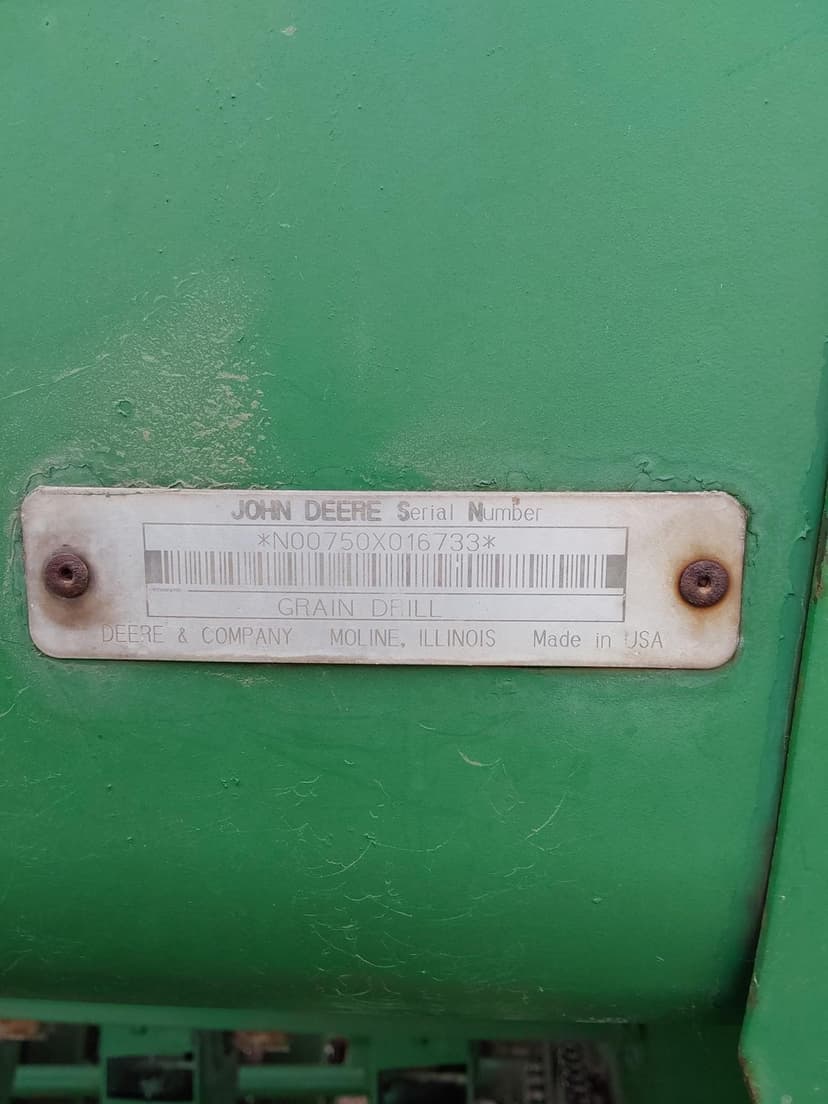 JOHN DEERE Serial Number
*N00750X016733*
GRAIN DRILL
DEERE & COMPANY MOLINE, ILLINOIS Made in USA